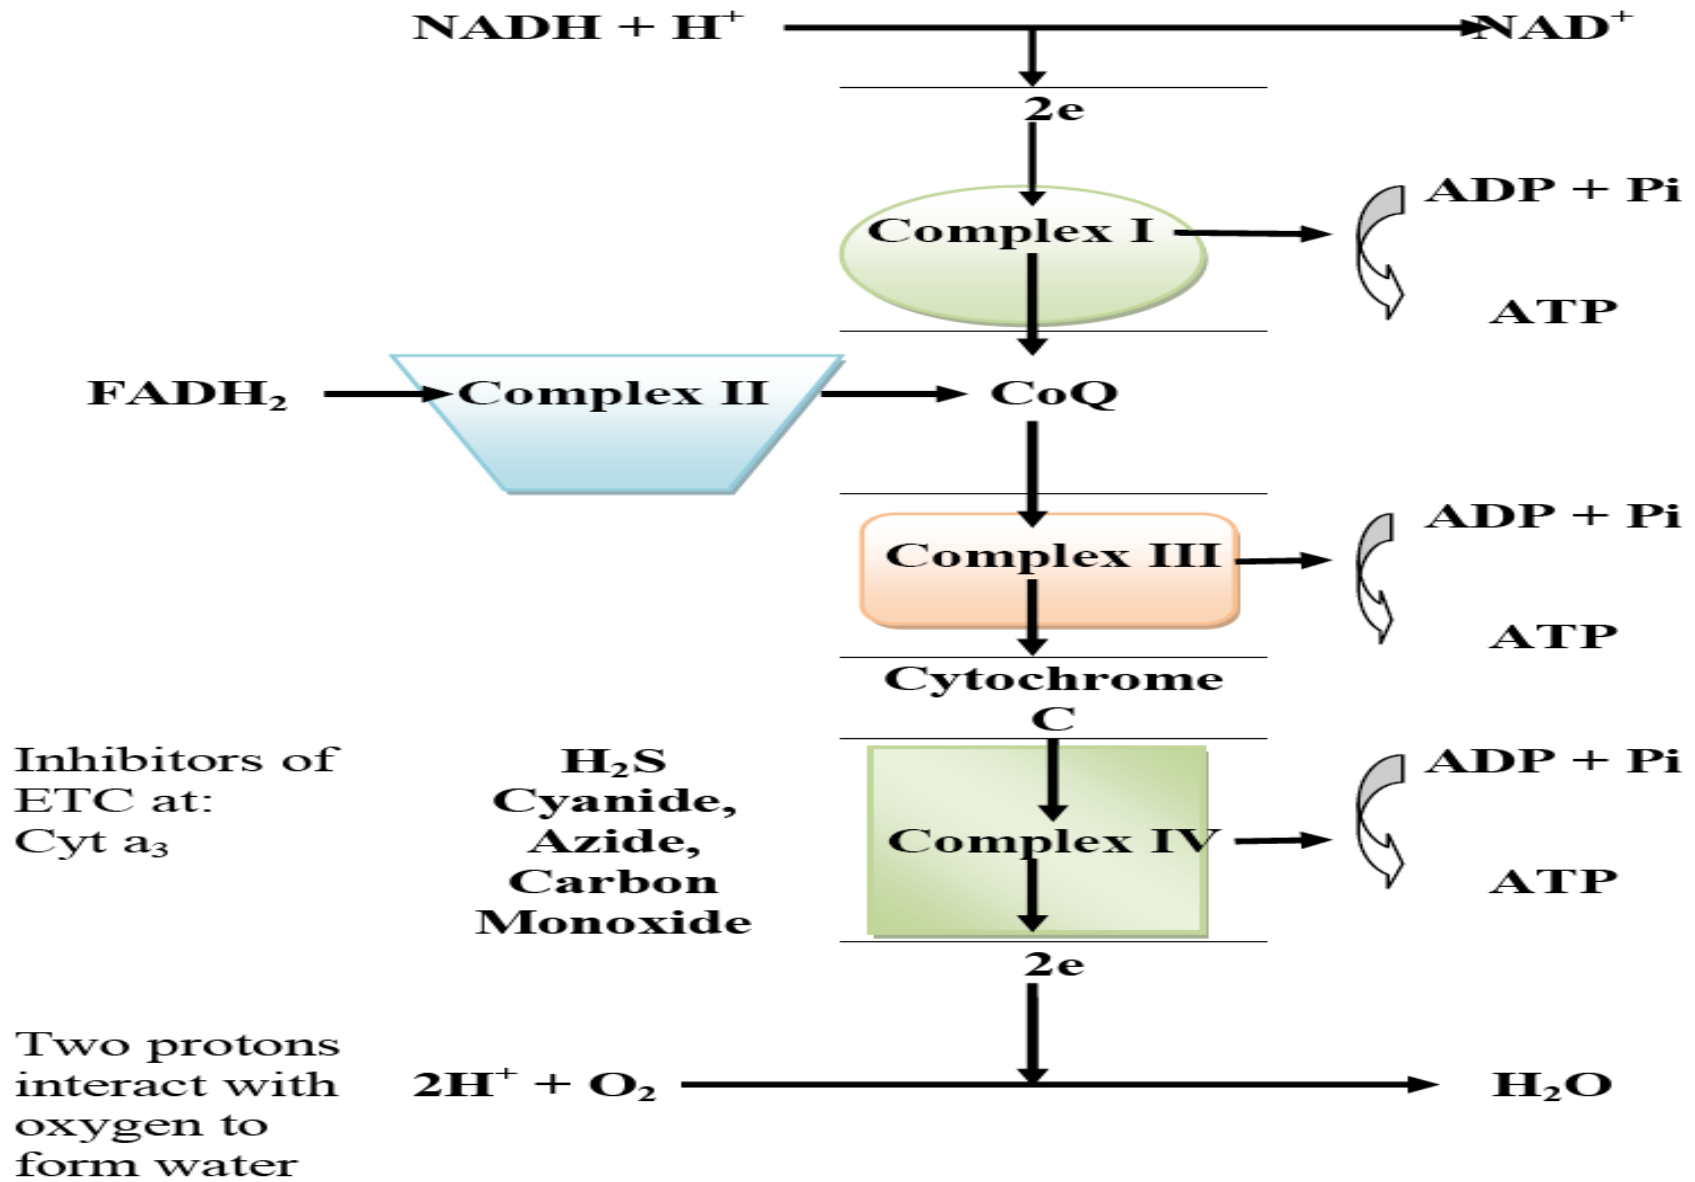 NADH + H⁺ NAD⁺
2e
ADP + Pi
Complex I
ATP
FADH₂ Complex II CoQ
ADP + Pi
Complex III
ATP
Cytochrome
C
Inhibitors of
ETC at:
Cyt a₃
H₂S
Cyanide,
Azide,
Carbon
Monoxide
ADP + Pi
Complex IV
ATP
2e
Two protons
interact with
oxygen to
form water
2H⁺ + O₂ H₂O